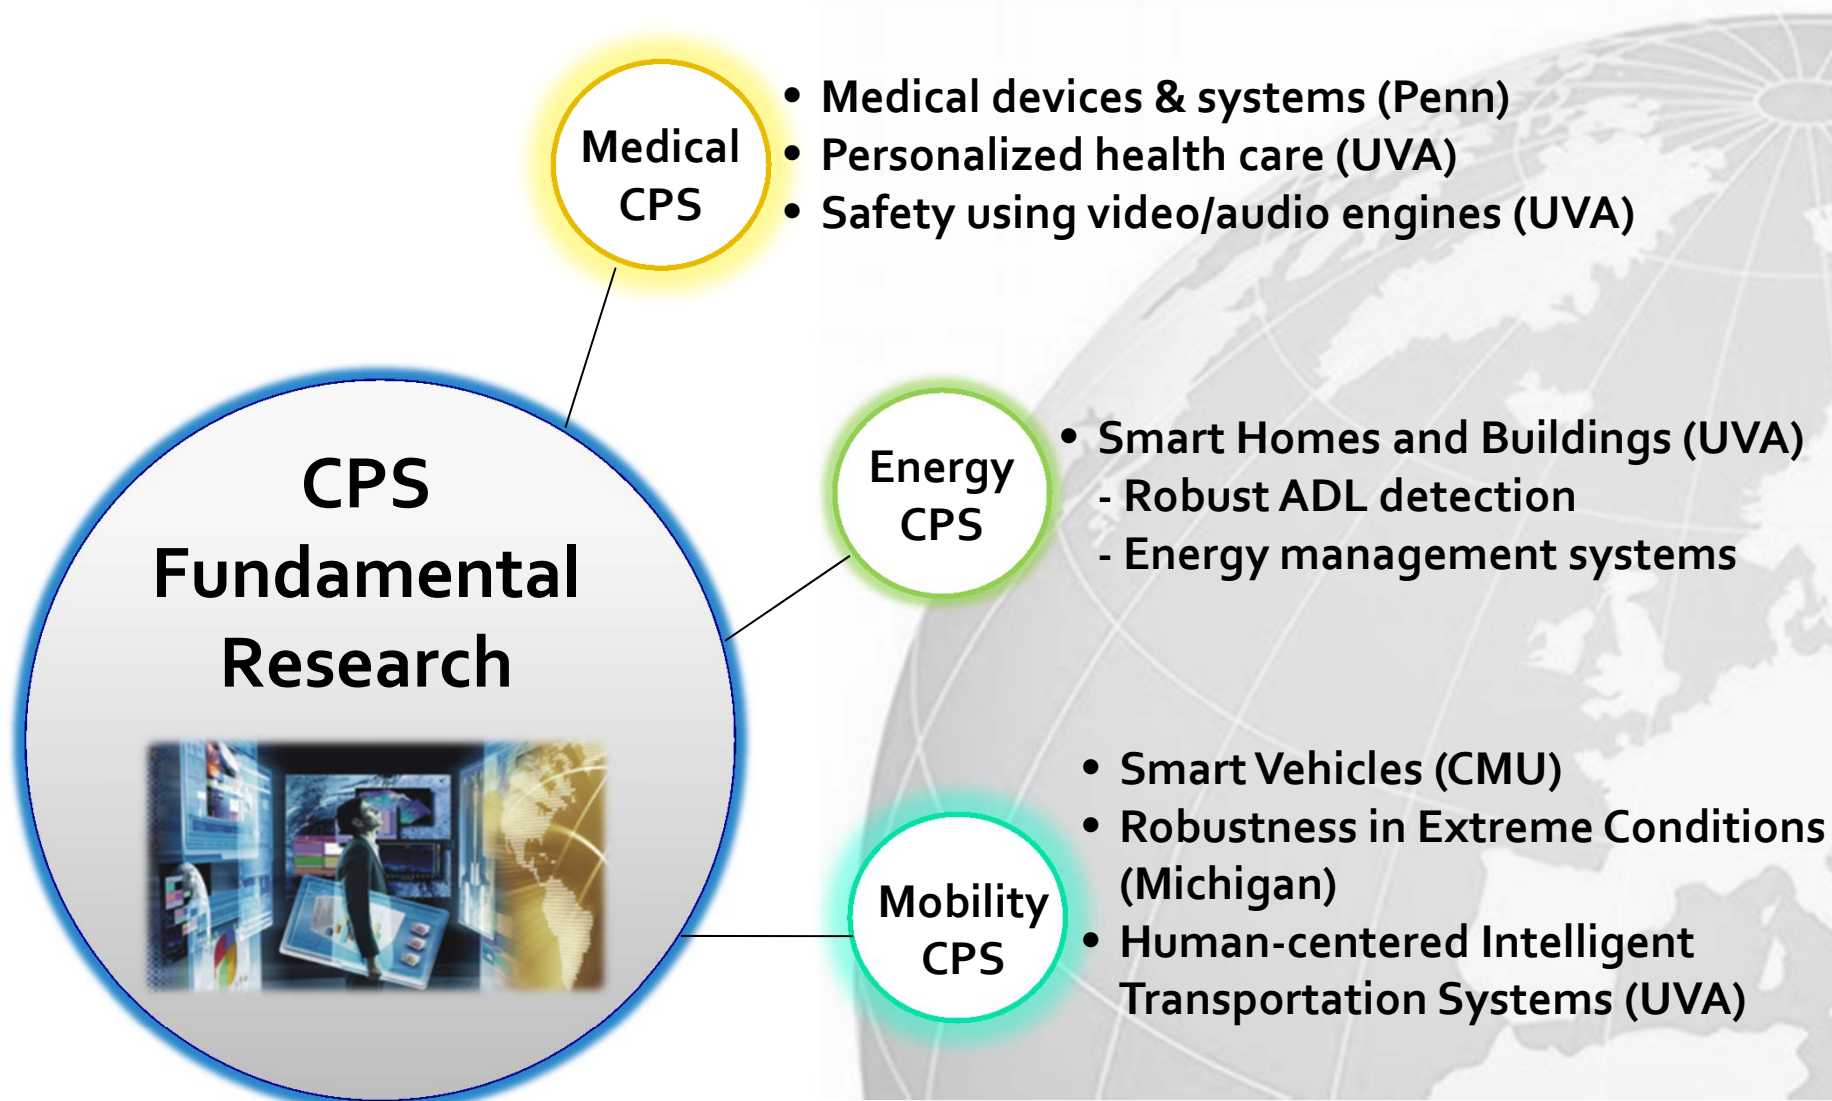 Medical
CPS
• Medical devices & systems (Penn)
• Personalized health care (UVA)
• Safety using video/audio engines (UVA)
CPS
Fundamental
Research
Energy
CPS
• Smart Homes and Buildings (UVA)
- Robust ADL detection
- Energy management systems
Mobility
CPS
• Smart Vehicles (CMU)
• Robustness in Extreme Conditions
(Michigan)
• Human-centered Intelligent
Transportation Systems (UVA)